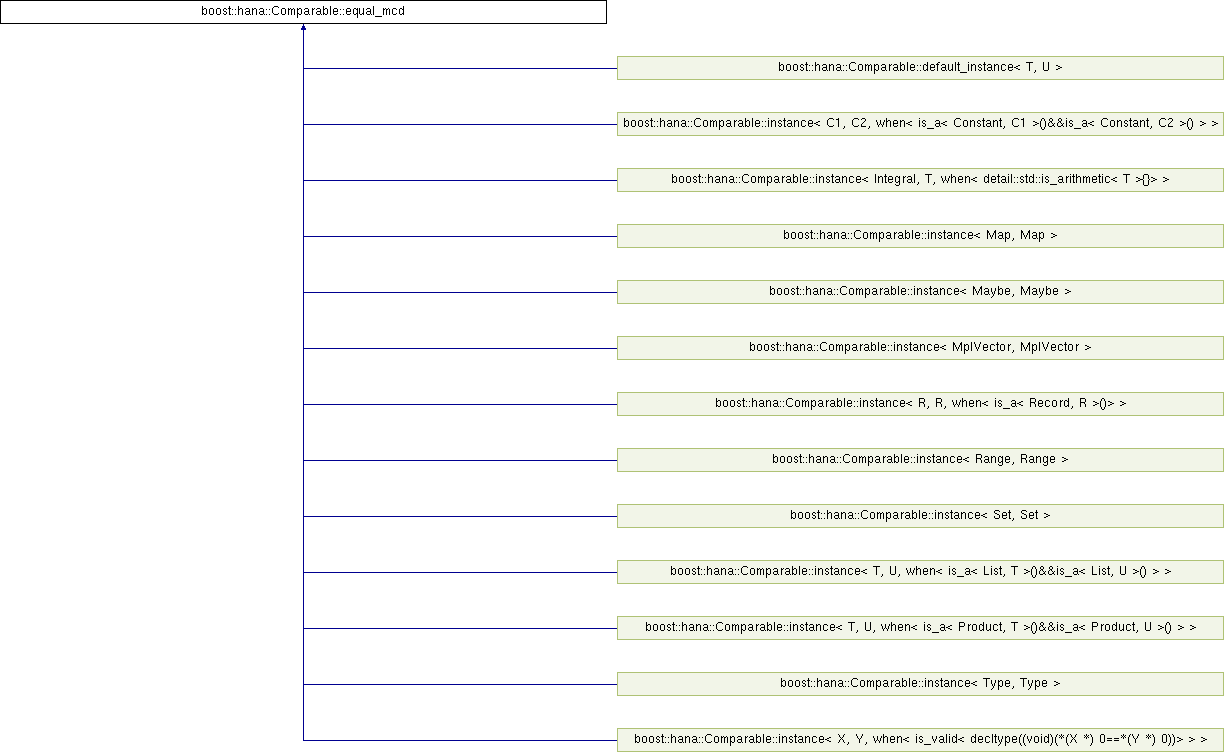 boost::hana::Comparable::equal_mcd
boost::hana::Comparable::default_instance< T, U >
boost::hana::Comparable::instance< C1, C2, when< is_a< Constant, C1 >()&&is_a< Constant, C2 >() > >
boost::hana::Comparable::instance< Integral, T, when< detail::std::is_arithmetic< T >{}> >
boost::hana::Comparable::instance< Map, Map >
boost::hana::Comparable::instance< Maybe, Maybe >
boost::hana::Comparable::instance< MplVector, MplVector >
boost::hana::Comparable::instance< R, R, when< is_a< Record, R >()> >
boost::hana::Comparable::instance< Range, Range >
boost::hana::Comparable::instance< Set, Set >
boost::hana::Comparable::instance< T, U, when< is_a< List, T >()&&is_a< List, U >() > >
boost::hana::Comparable::instance< T, U, when< is_a< Product, T >()&&is_a< Product, U >() > >
boost::hana::Comparable::instance< Type, Type >
boost::hana::Comparable::instance< X, Y, when< is_valid< decltype((void)(*(X *) 0==*(Y *) 0))> > >